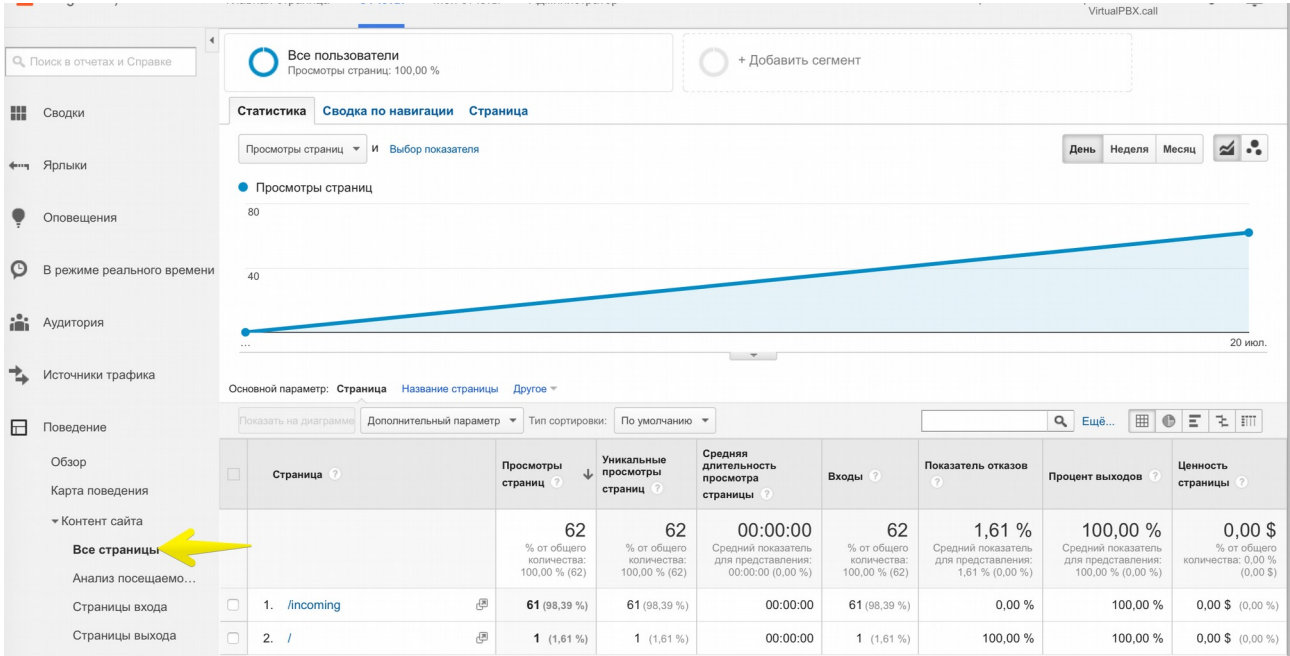 VirtualPBX.call
Поиск в отчетах и Справке
Все пользователи
Просмотры страниц: 100,00 %
+ Добавить сегмент
Сводки
Статистика Сводка по навигации Страница
Просмотры страниц И Выбор показателя
День Неделя Месяц
Ярлыки
Просмотры страниц
80
Оповещения
40
В режиме реального времени
Аудитория
...
20 июл.
Источники трафика
Основной параметр: Страница Название страницы Другое
Показать на диаграмме Дополнительный параметр Тип сортировки: По умолчанию Ещё...
Поведение
Обзор
Карта поведения
Контент сайта
Все страницы
Анализ посещаемо...
Страницы входа
Страницы выхода
Страница ?
Просмотры
страниц ?
Уникальные
просмотры
страниц ?
Средняя
длительность
просмотра
страницы ?
Входы ?
Показатель отказов
?
Процент выходов ?
Ценность
страницы ?
62
% от общего
количества:
100,00 % (62)
62
% от общего
количества:
100,00 % (62)
00:00:00
Средний показатель
для представления:
00:00:00 (0,00 %)
62
% от общего
количества:
100,00 % (62)
1,61 %
Средний показатель
для представления:
1,61 % (0,00 %)
100,00 %
Средний показатель
для представления:
100,00 % (0,00 %)
0,00 $
% от общего
количества: 0,00 %
(0,00 $)
1. /incoming 61 (98,39 %) 61 (98,39 %) 00:00:00 61 (98,39 %) 0,00 % 100,00 % 0,00 $ (0,00 %)
2. / 1 (1,61 %) 1 (1,61 %) 00:00:00 1 (1,61 %) 100,00 % 100,00 % 0,00 $ (0,00 %)